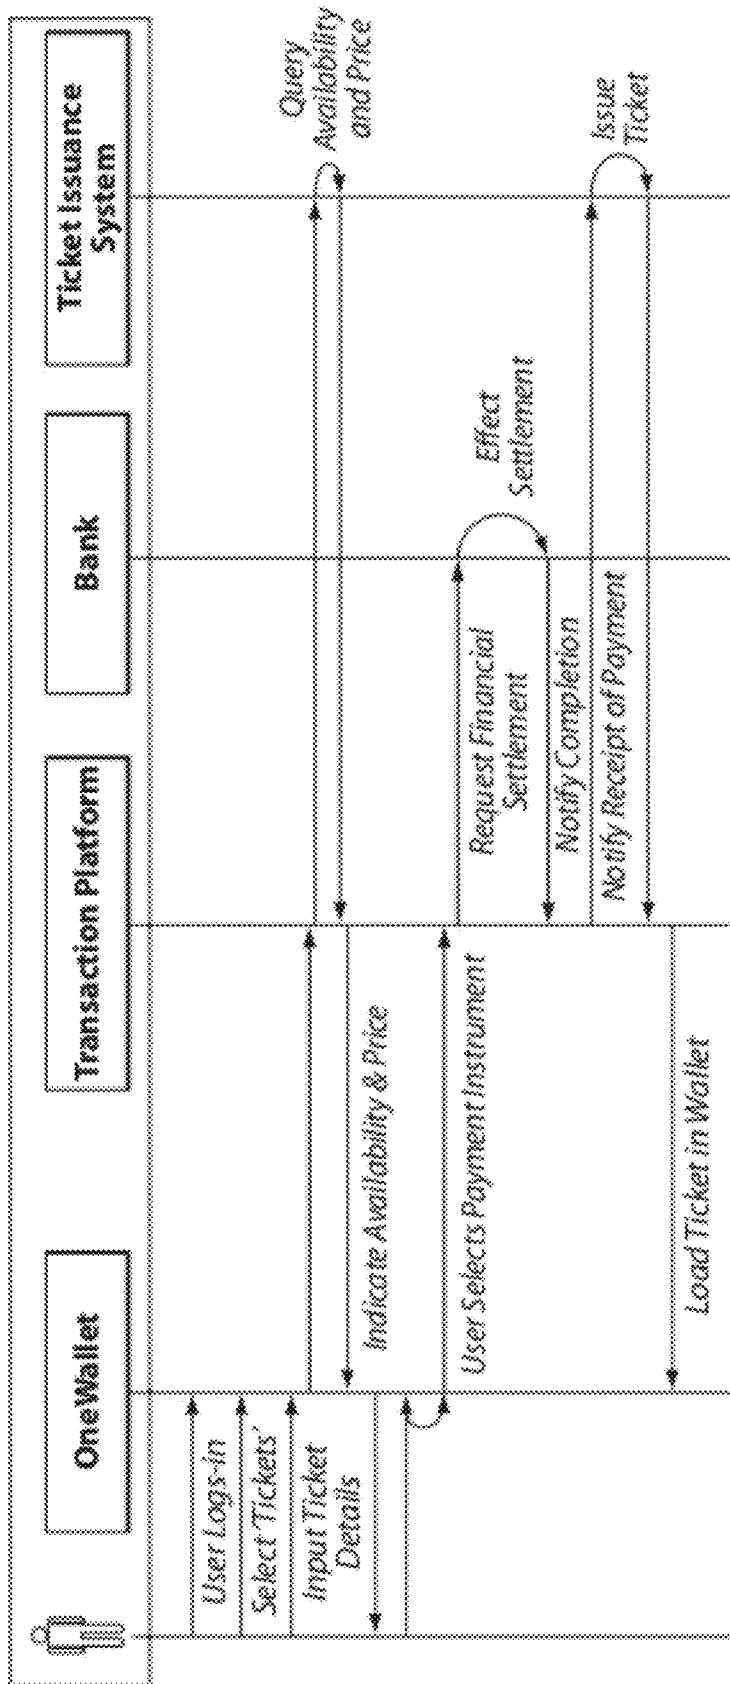 OneWallet
Transaction Platform
Bank
Ticket Issuance
System
User Logs-in
Select 'Tickets'
Input Ticket
Details
Query
Availability
and Price
Indicate Availability & Price
User Selects Payment Instrument
Request Financial
Settlement
Effect
Settlement
Notify Completion
Notify Receipt of Payment
Issue
Ticket
Load Ticket in Wallet